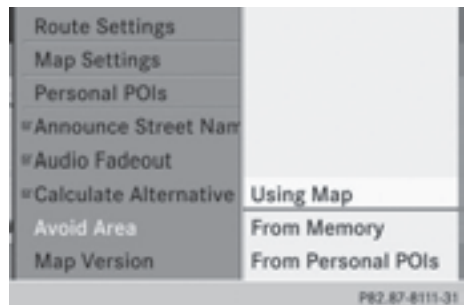 Route Settings
Map Settings
Personal POIs
Announce Street Nam
Audio Fadeout
Calculate Alternative
Using Map
Avoid Area
From Memory
Map Version
From Personal POIs
P82.87-8111-31